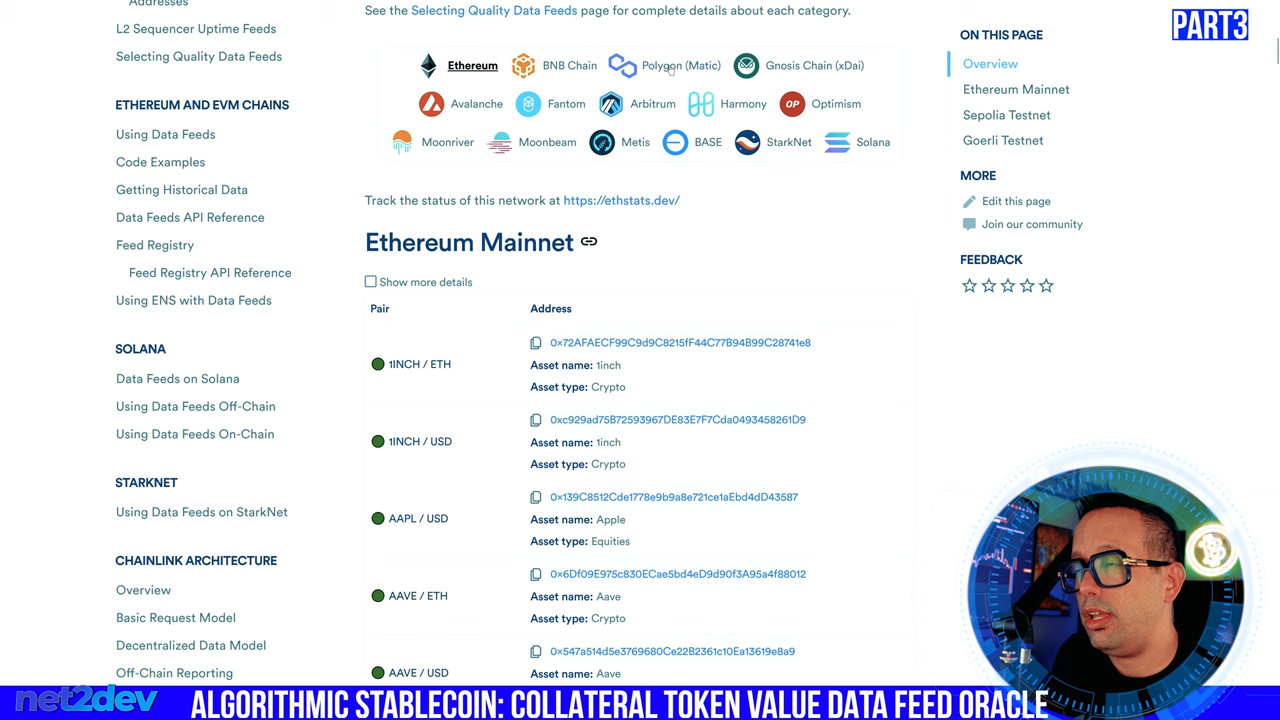 Addresses
L2 Sequencer Uptime Feeds
Selecting Quality Data Feeds
ETHEREUM AND EVM CHAINS
Using Data Feeds
Code Examples
Getting Historical Data
Data Feeds API Reference
Feed Registry
Feed Registry API Reference
Using ENS with Data Feeds
SOLANA
Data Feeds on Solana
Using Data Feeds Off-Chain
Using Data Feeds On-Chain
STARKNET
Using Data Feeds on StarkNet
CHAINLINK ARCHITECTURE
Overview
Basic Request Model
Decentralized Data Model
Off-Chain Reporting
See the Selecting Quality Data Feeds page for complete details about each category.
Ethereum BNB Chain Polygon (Matic) Gnosis Chain (xDai)
Avalanche Fantom Arbitrum Harmony OP Optimism
Moonriver Moonbeam Metis BASE StarkNet Solana
Track the status of this network at https://ethstats.dev/
Ethereum Mainnet
Show more details
Pair Address
1INCH / ETH
0x72AFAECF99C9d9C8215fF44C77B94B99C28741e8
Asset name: 1inch
Asset type: Crypto
1INCH / USD
0xc929ad75B72593967DE83E7F7Cda0493458261D9
Asset name: 1inch
Asset type: Crypto
AAPL / USD
0x139C8512Cde1778e9b9a8e721ce1aEbd4dD43587
Asset name: Apple
Asset type: Equities
AAVE / ETH
0x6Df09E975c830ECae5bd4eD9d90f3A95a4f88012
Asset name: Aave
Asset type: Crypto
AAVE / USD
0x547a514d5e3769680Ce22B2361c10Ea13619e8a9
Asset name: Aave
PART3
ON THIS PAGE
Overview
Ethereum Mainnet
Sepolia Testnet
Goerli Testnet
MORE
Edit this page
Join our community
FEEDBACK
net2dev
ALGORITHMIC STABLECOIN: COLLATERAL TOKEN VALUE DATA FEED ORACLE